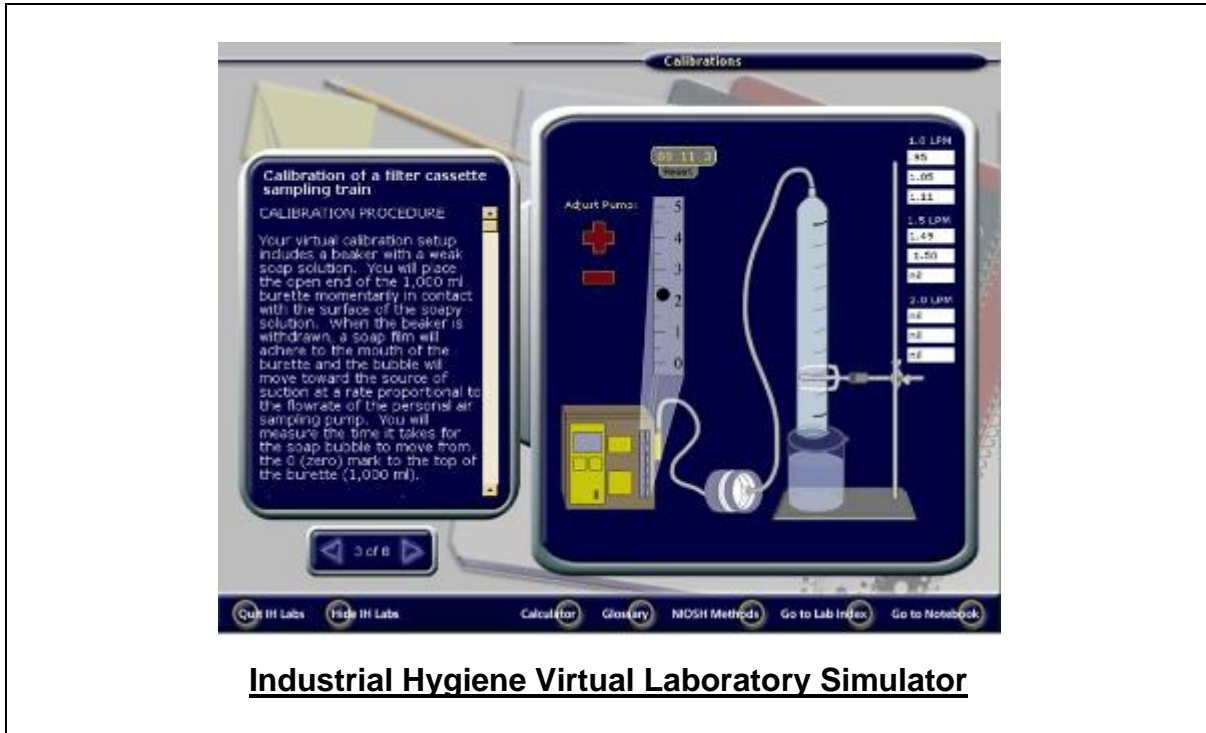 Calibrations
Calibration of a filter cassette
sampling train
CALIBRATION PROCEDURE
Your virtual calibration setup
includes a beaker with a weak
soap solution. You will place
the open end of the 1,000 ml
burette momentarily in contact
with the surface of the soapy
solution. When the beaker is
withdrawn, a soap film will
adhere to the mouth of the
burette and the bubble will
move toward the source of
suction at a rate proportional to
the flowrate of the personal air
sampling pump. You will
measure the time it takes for
the soap bubble to move from
the 0 (zero) mark to the top of
the burette (1,000 ml).
3 of 8
Reset
Adjust Pump:
5
4
3
2
1
0
1.0 LPM
.95
1.05
1.11
1.5 LPM
1.49
nil
2.0 LPM
nil
nil
nil
Quit IH Labs
Hide IH Labs
Calculator
Glossary
NIOSH Methods
Go to Lab Index
Go to Notebook
Industrial Hygiene Virtual Laboratory Simulator